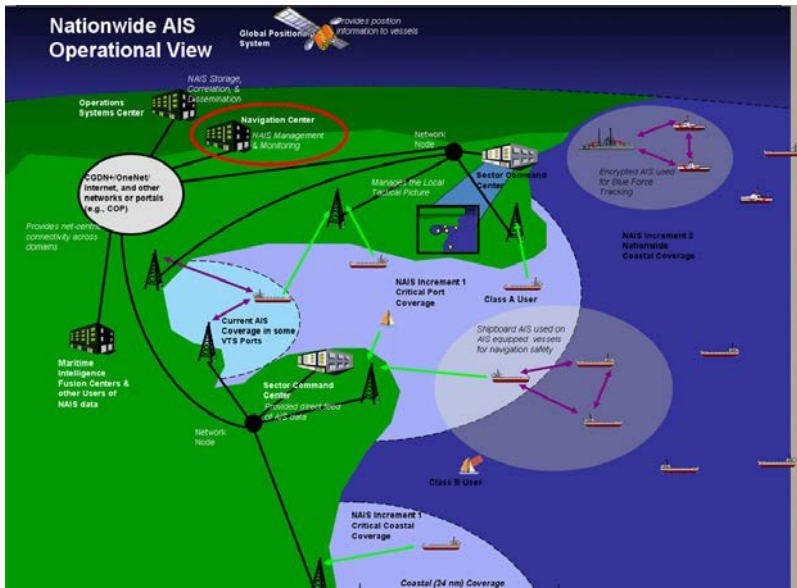 Nationwide AIS
Operational View
Global Position
System
Provides position
information to vessels
NAIS Storage,
Correlation, &
Dissemination
Operations
Systems Center
Navigation Center
NAIS Management
& Monitoring
Network
Node
Sector Command
Center
Manages the Local
Tactical Picture
Encrypted AIS used
for Blue Force
Tracking
CGDN+/OneNet/
Internet, and other
networks or portals
(e.g., COP)
Provides net-centric
connectivity across
domains
NAIS Increment 2
Nationwide
Coastal Coverage
NAIS Increment 1
Critical Port
Coverage
Class A User
Current AIS
Coverage in some
VTS Ports
Shipboard AIS used on
AIS equipped vessels
for navigation safety
Maritime
Intelligence
Fusion Centers &
other Users of
NAIS data
Sector Command
Center
Provided direct feed
of AIS data
Network
Node
Class B User
NAIS Increment 1
Critical Coastal
Coverage
Coastal (24 nm) Coverage